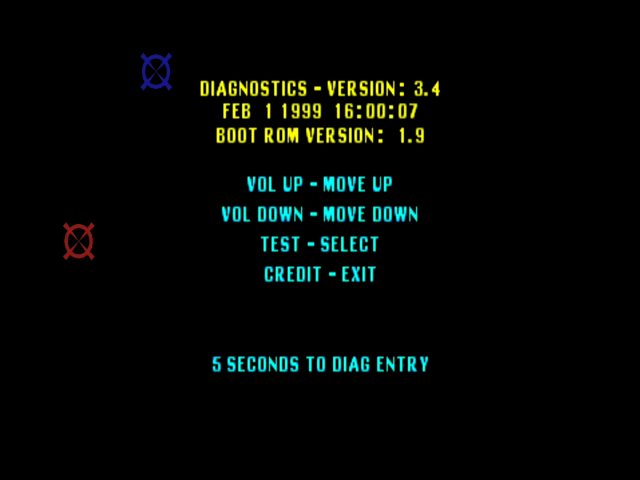 DIAGNOSTICS - VERSION: 3.4
FEB 1 1999 16:00:07
BOOT ROM VERSION: 1.9
VOL UP - MOVE UP
VOL DOWN - MOVE DOWN
TEST - SELECT
CREDIT - EXIT
5 SECONDS TO DIAG ENTRY